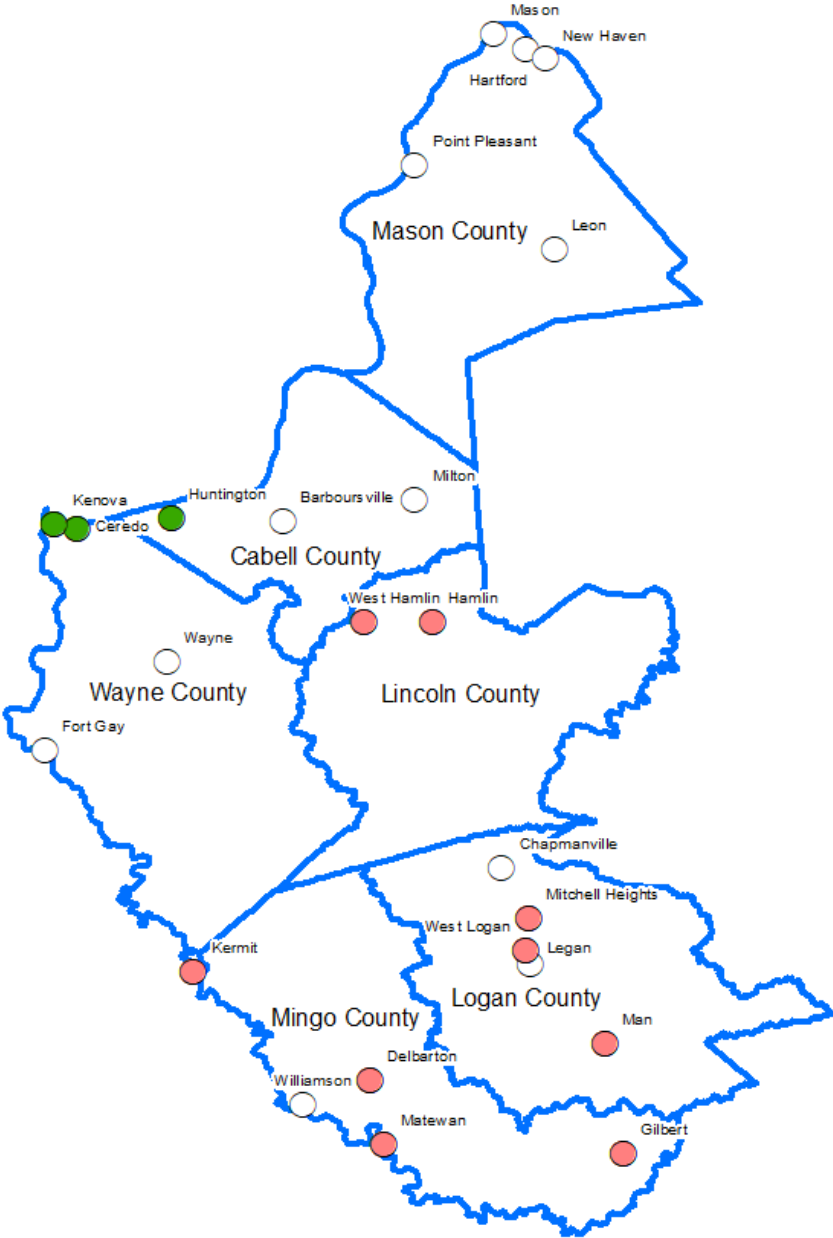 Mason
New Haven
Hartford
Point Pleasant
Leon
Mason County
Milton
Huntington
Barboursville
Kenova
Ceredo
Cabell County
West Hamlin
Hamlin
Wayne
Wayne County
Lincoln County
Fort Gay
Chapmanville
Mitchell Heights
West Logan
Legan
Kermit
Logan County
Mingo County
Man
Delbarton
Williamson
Matewan
Gilbert